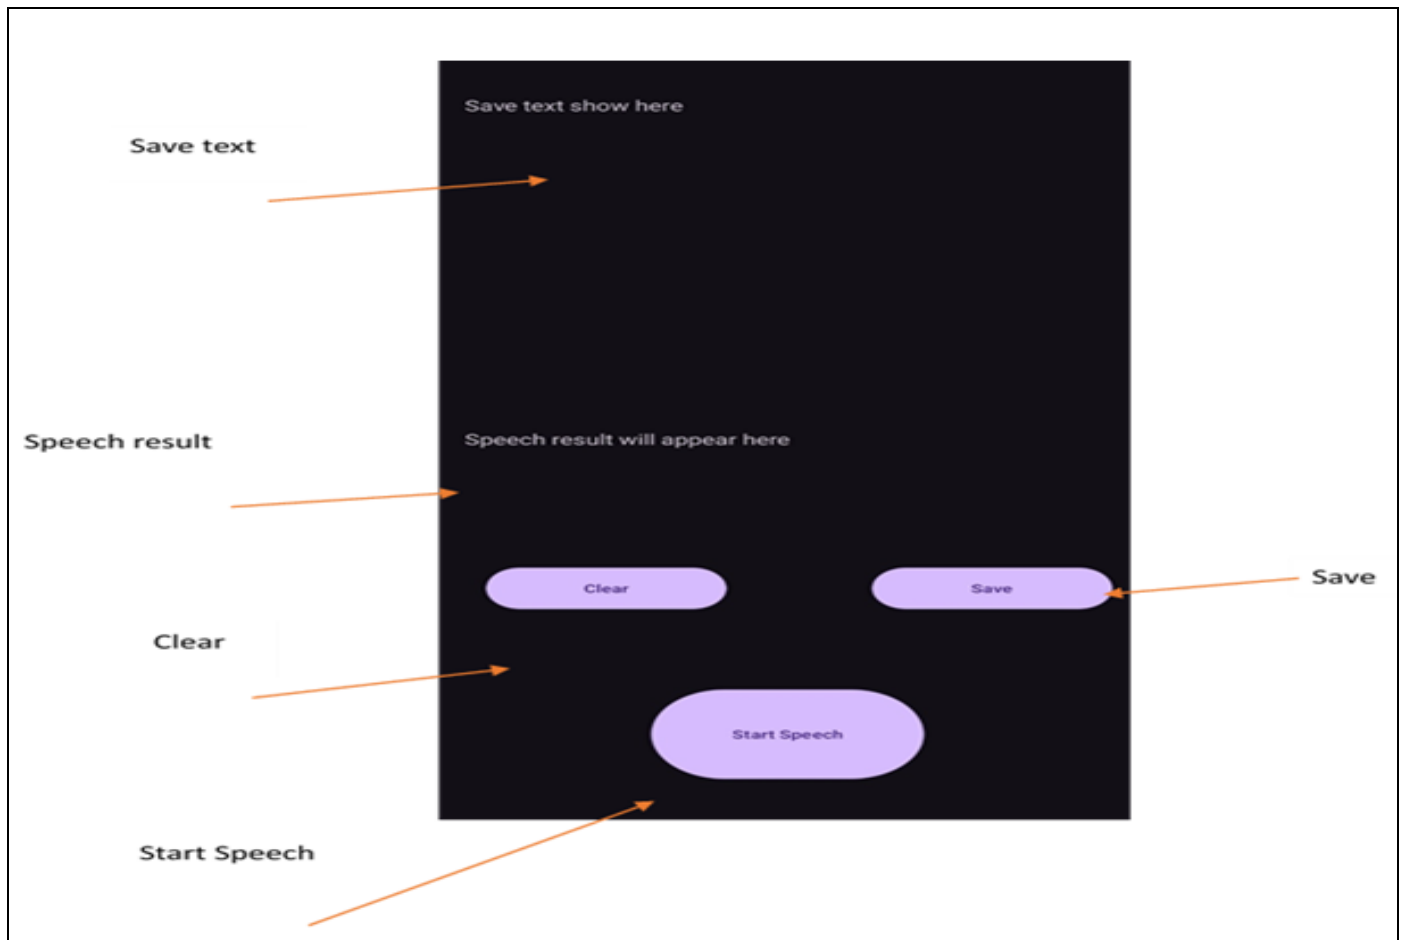 Save text show here
Save text
Speech result will appear here
Speech result
Clear
Save
Save
Clear
Start Speech
Start Speech